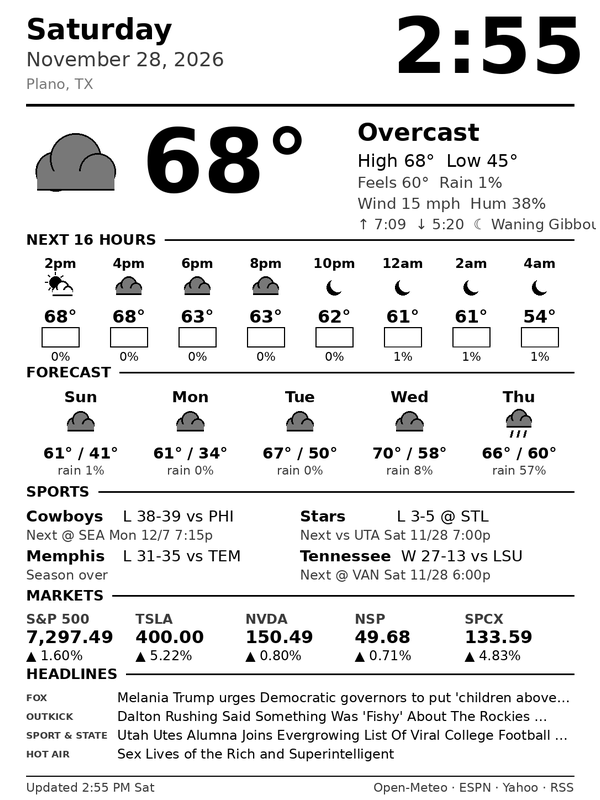 Saturday
2:55
November 28, 2026
Plano, TX
68°
Overcast
High 68° Low 45°
Feels 60° Rain 1%
Wind 15 mph Hum 38%
↑ 7:09 ↓ 5:20 ☾ Waning Gibbou
NEXT 16 HOURS
2pm 4pm 6pm 8pm 10pm 12am 2am 4am
68° 68° 63° 63° 62° 61° 61° 54°
0% 0% 0% 0% 0% 1% 1% 1%
FORECAST
Sun Mon Tue Wed Thu
61° / 41° 61° / 34° 67° / 50° 70° / 58° 66° / 60°
rain 1% rain 0% rain 0% rain 8% rain 57%
SPORTS
Cowboys L 38-39 vs PHI Stars L 3-5 @ STL
Next @ SEA Mon 12/7 7:15p Next vs UTA Sat 11/28 7:00p
Memphis L 31-35 vs TEM Tennessee W 27-13 vs LSU
Season over Next @ VAN Sat 11/28 6:00p
MARKETS
S&P 500 TSLA NVDA NSP SPCX
7,297.49 400.00 150.49 49.68 133.59
▲ 1.60% ▲ 5.22% ▲ 0.80% ▲ 0.71% ▲ 4.83%
HEADLINES
FOX Melania Trump urges Democratic governors to put 'children above...
OUTKICK Dalton Rushing Said Something Was 'Fishy' About The Rockies ...
SPORT & STATE Utah Utes Alumna Joins Evergrowing List Of Viral College Football ...
HOT AIR Sex Lives of the Rich and Superintelligent
Updated 2:55 PM Sat Open-Meteo · ESPN · Yahoo · RSS